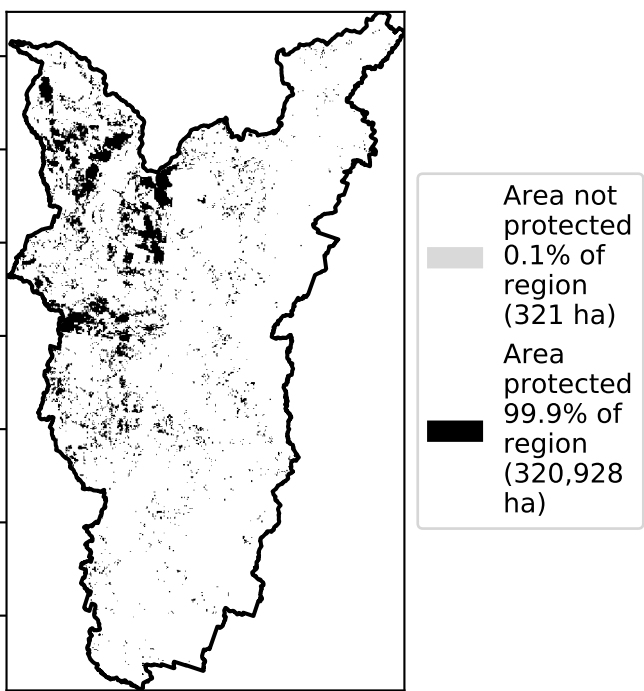 Area not
protected
0.1% of
region
(321 ha)
Area
protected
99.9% of
region
(320,928
ha)